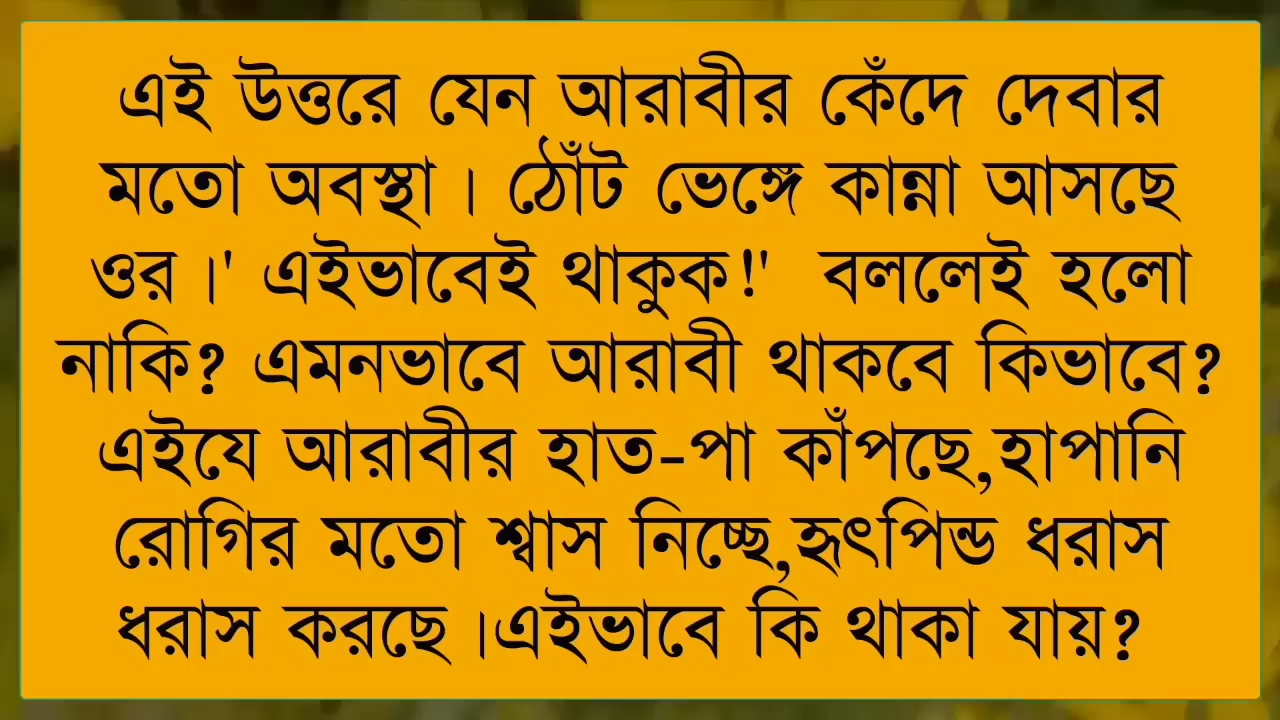 এই উত্তরে যেন আরাবীর কেঁদে দেবার
মতো অবস্থা। ঠোঁট ভেঙ্গে কান্না আসছে
ওর।' এইভাবেই থাকুক!'  বললেই হলো
নাকি? এমনভাবে আরাবী থাকবে কিভাবে?
এইযে আরাবীর হাত-পা কাঁপছে,হাপানি
রোগির মতো শ্বাস নিচ্ছে,হৃৎপিন্ড ধরাস
ধরাস করছে।এইভাবে কি থাকা যায়?